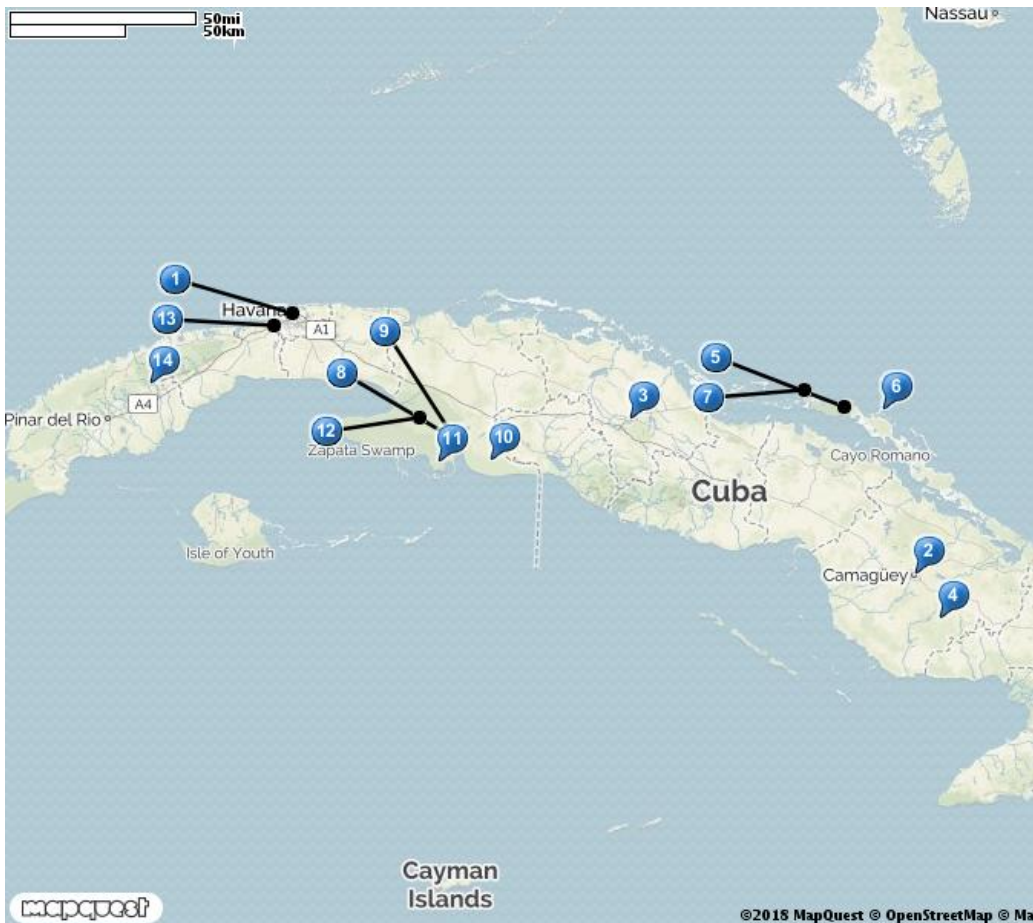 50mi
50km
Nassau
1
Havana
13
A1
9
14
8
5
6
3
7
A4
Pinar del Rio
12
11
10
Zapata Swamp
Cayo Romano
Cuba
Isle of Youth
2
Camagüey
4
Cayman
Islands
mapquest
©2018 MapQuest © OpenStreetMap © Ma